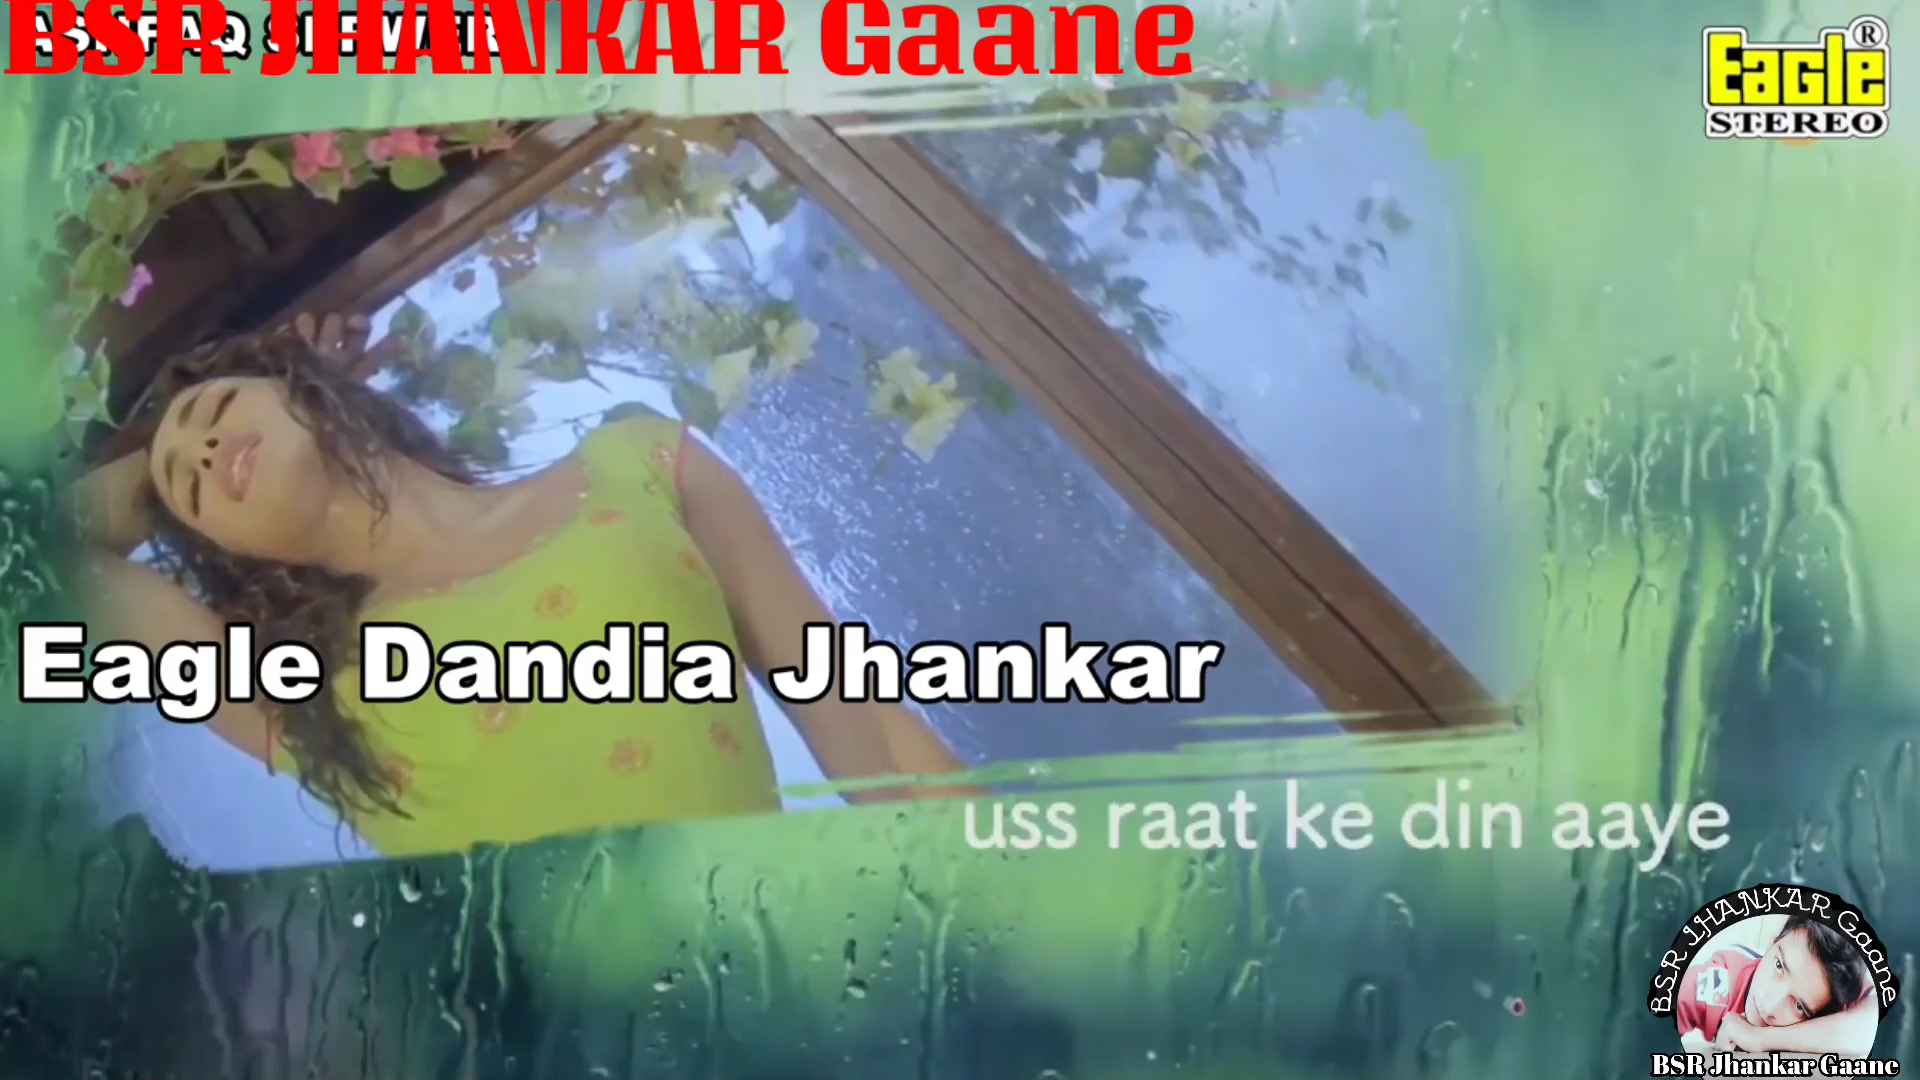 BSR JHANKAR Gaane
Eagle®
STEREO
Eagle Dandia Jhankar
uss raat ke din aaye
BSR JHANKAR Gaane
BSR Jhankar Gaane